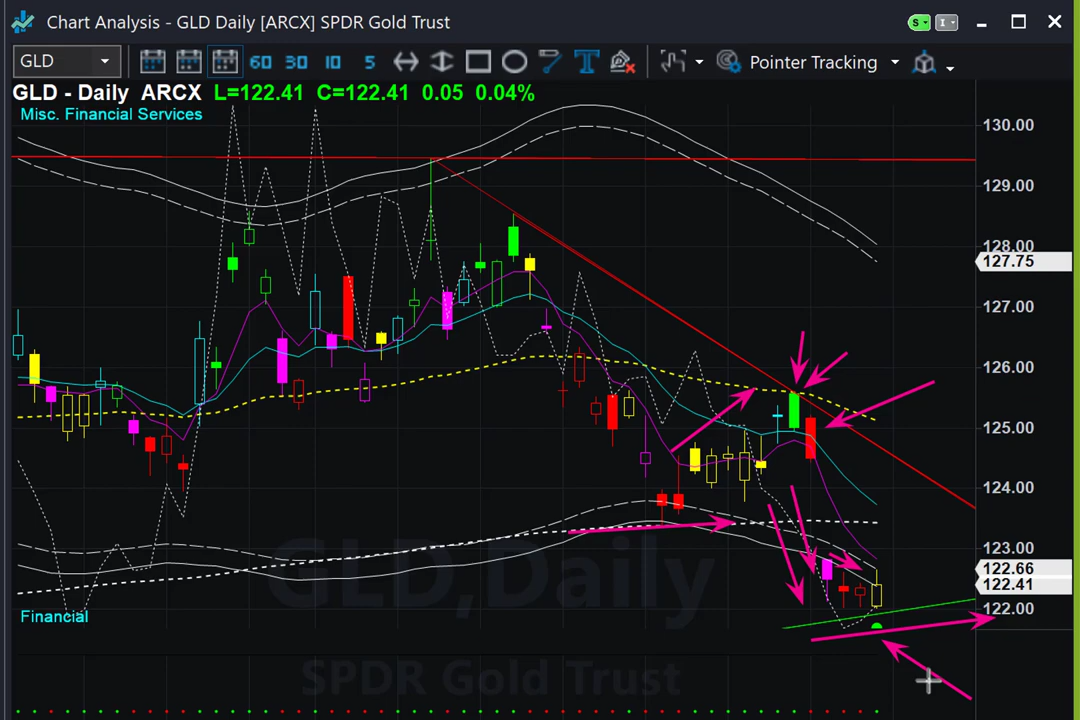 Chart Analysis - GLD Daily [ARCX] SPDR Gold Trust
S
I
GLD
60 30 10 5
T
Pointer Tracking
GLD - Daily ARCX L=122.41 C=122.41 0.05 0.04%
Misc. Financial Services
130.00
129.00
128.00
127.75
127.00
126.00
125.00
124.00
123.00
122.66
122.41
122.00
GLD, Daily
Financial
SPDR Gold Trust